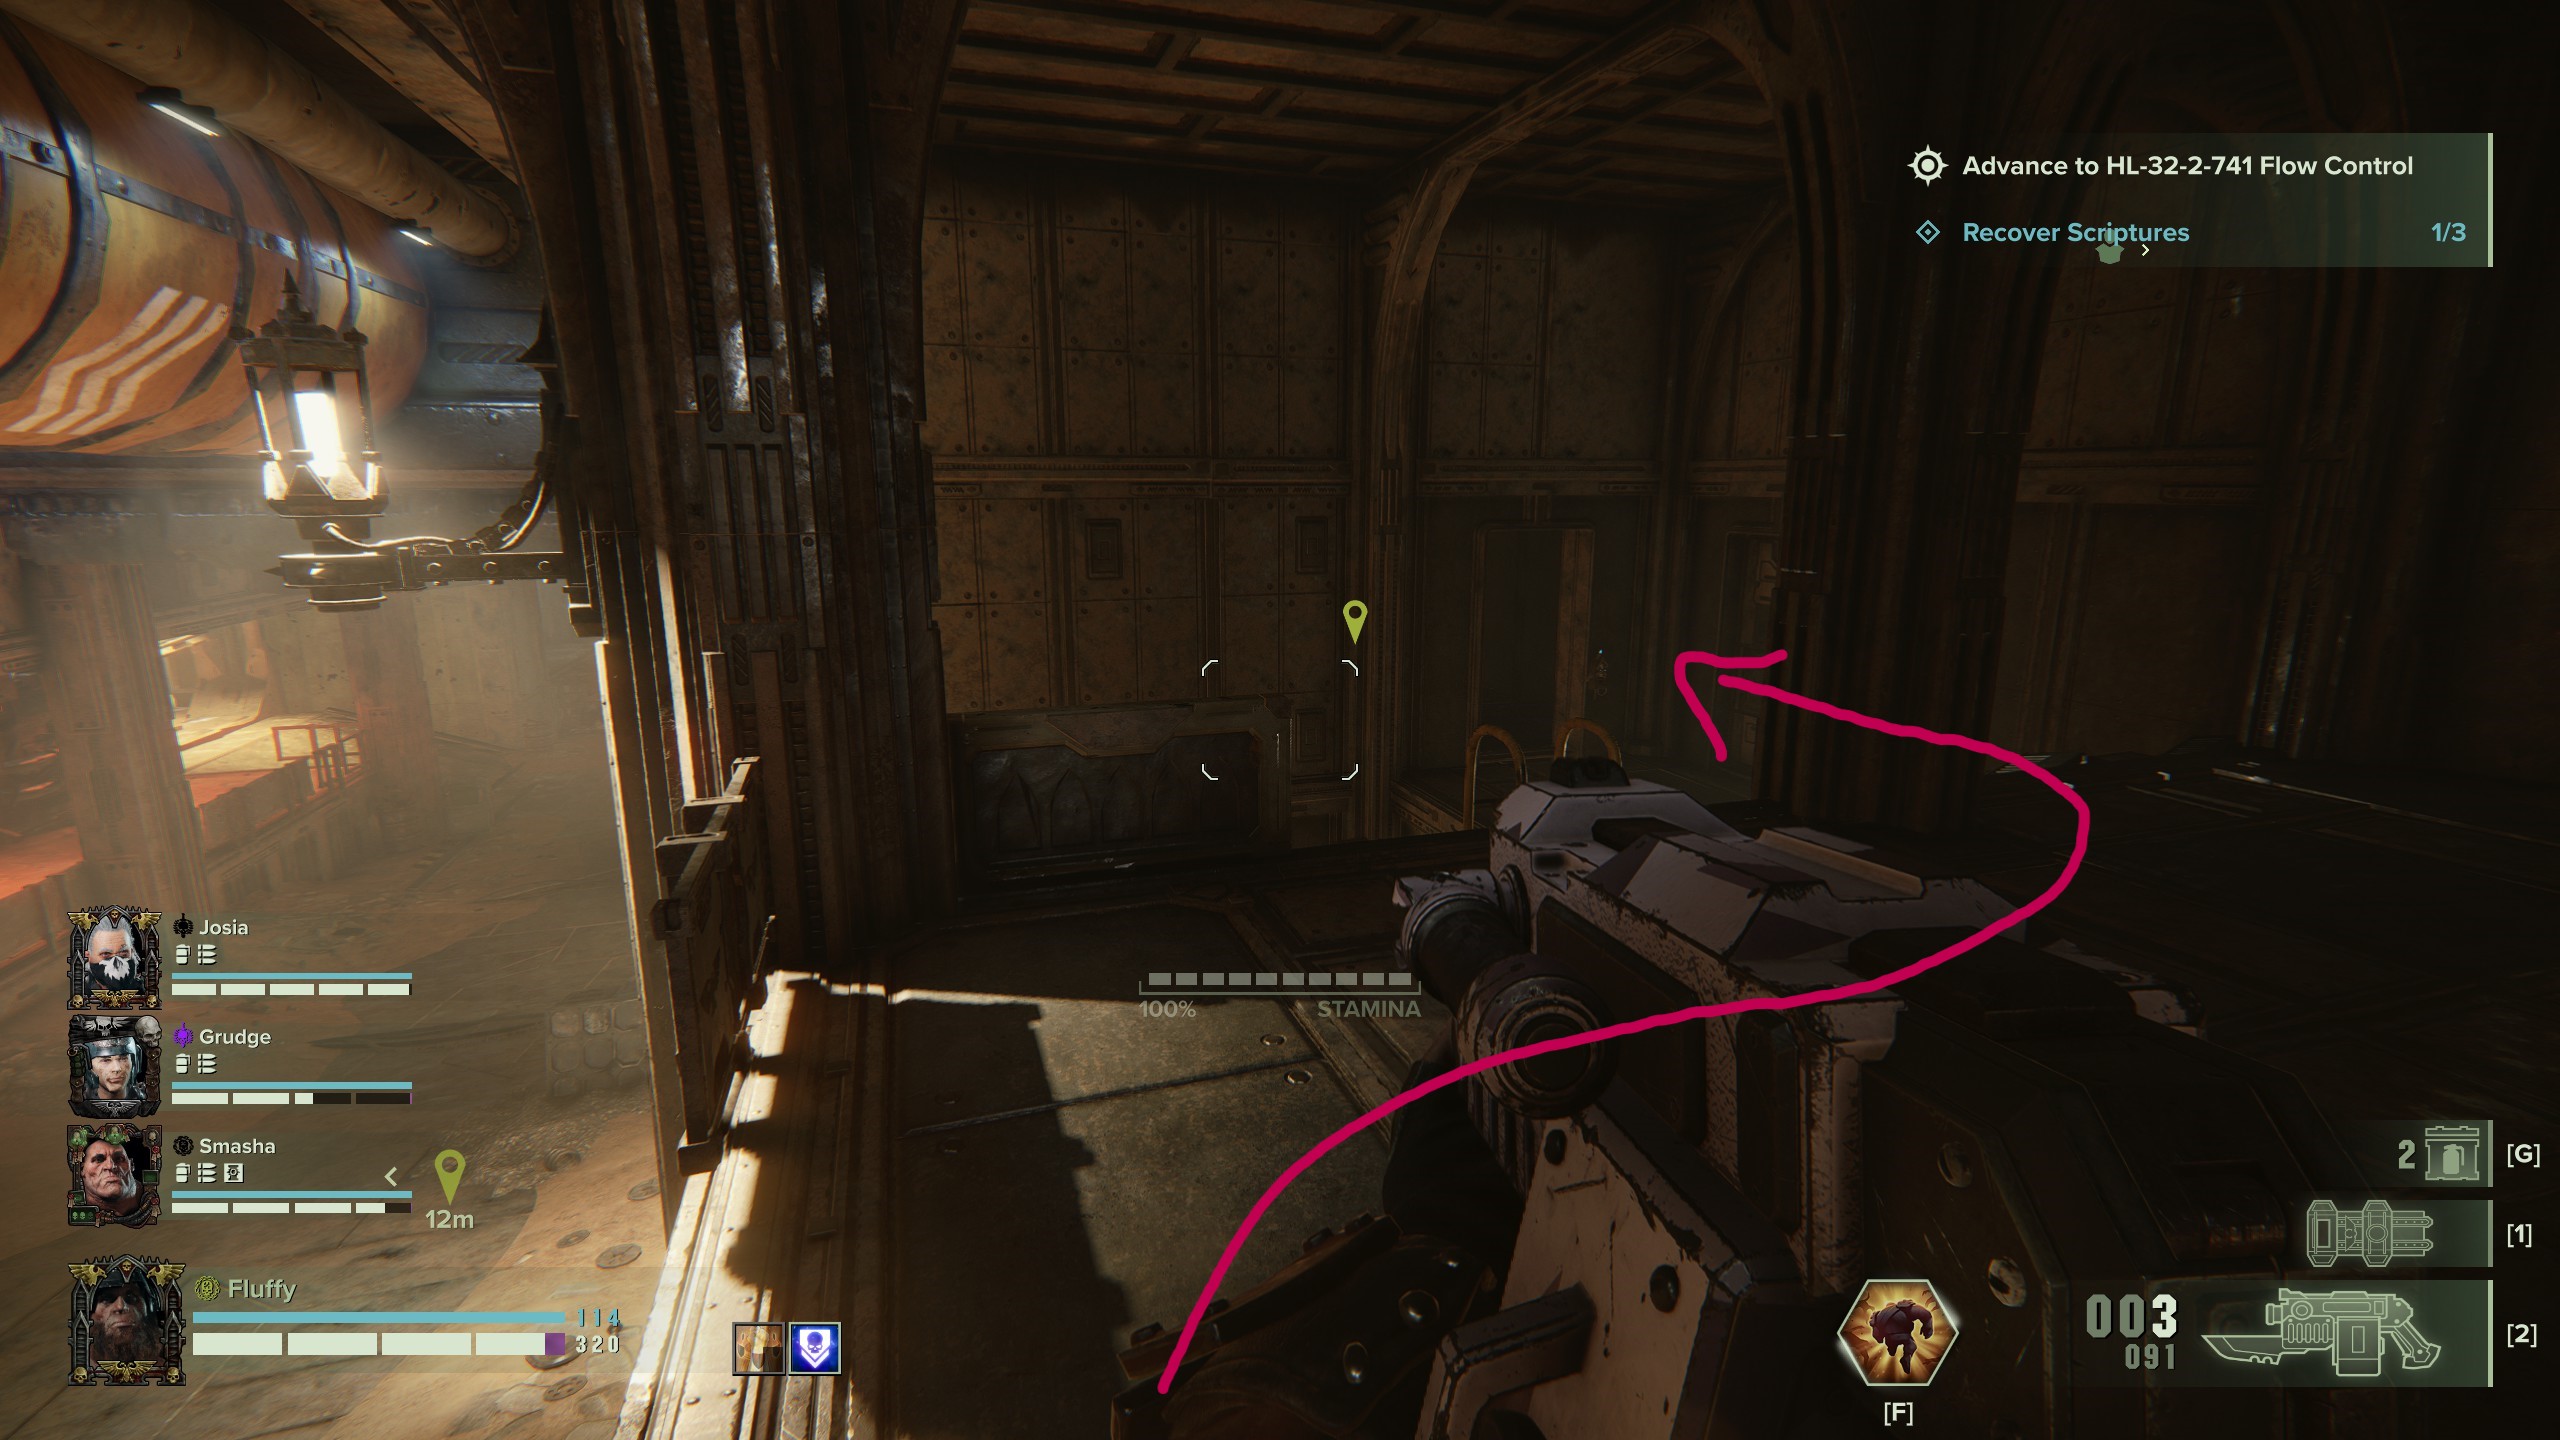 Advance to HL-32-2-741 Flow Control
Recover Scriptures 1/3
100% STAMINA
Josia
Grudge
Smasha
12m
Fluffy
114
320
2 [G]
[1]
003
091
[2]
[F]